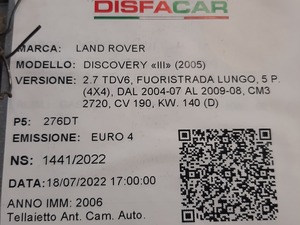 DISFACAR
MARCA: LAND ROVER
MODELLO: DISCOVERY «III» (2005)
VERSIONE: 2.7 TDV6, FUORISTRADA LUNGO, 5 P.
(4X4), DAL 2004-07 AL 2009-08, CM3
2720, CV 190, KW. 140 (D)
P5: 276DT
EMISSIONE: EURO 4
NS: 1441/2022
DATA: 18/07/2022 17:00:00
ANNO IMM: 2006
Tellaietto Ant. Cam. Auto.